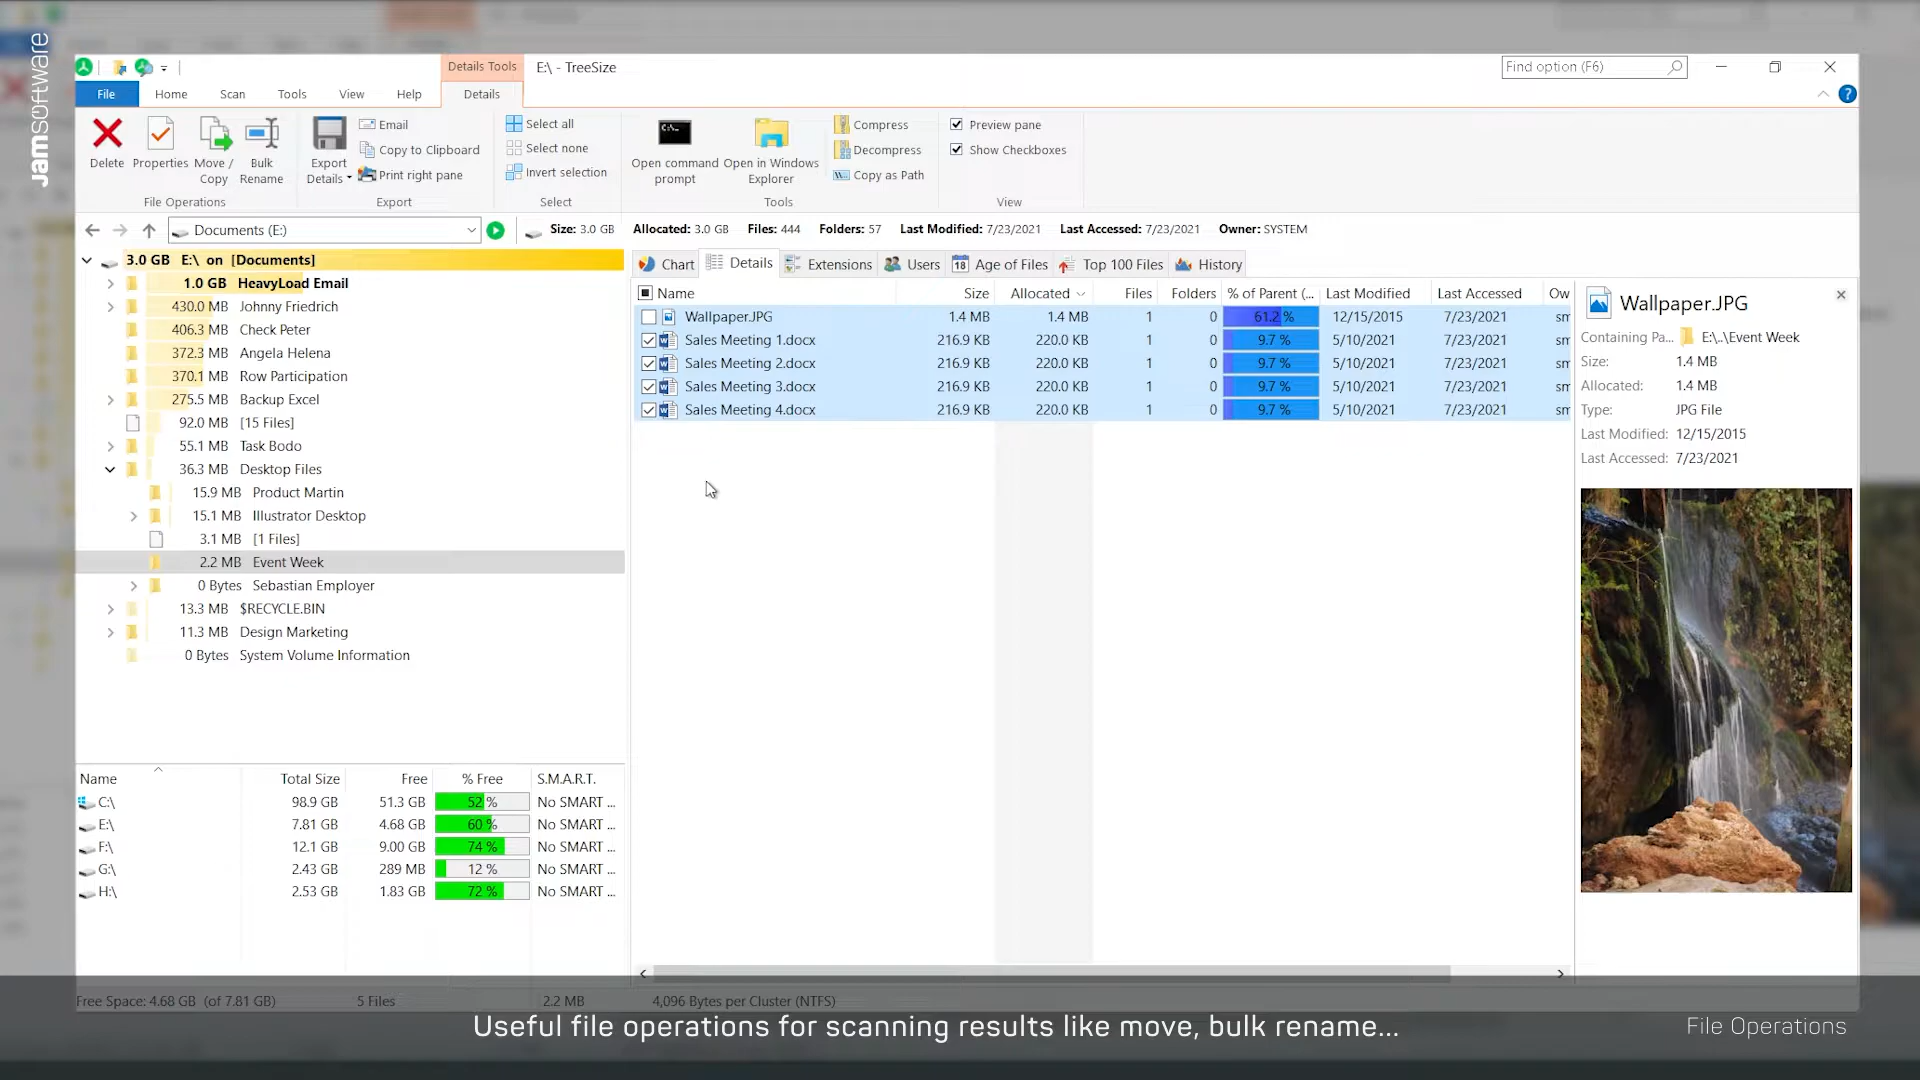 jamsoftware
Details Tools
E:\ - TreeSize
Find option (F6)
File
Home
Scan
Tools
View
Help
Details
Delete
Properties
Move / Copy
Bulk Rename
File Operations
Export Details
Email
Copy to Clipboard
Print right pane
Export
Select all
Select none
Invert selection
Select
Open command prompt
Open in Windows Explorer
Compress
Decompress
Copy as Path
Tools
Preview pane
Show Checkboxes
View
Documents (E:)
Size: 3.0 GB Allocated: 3.0 GB Files: 444 Folders: 57 Last Modified: 7/23/2021 Last Accessed: 7/23/2021 Owner: SYSTEM
3.0 GB E:\ on [Documents]
1.0 GB HeavyLoad Email
430.0 MB Johnny Friedrich
406.3 MB Check Peter
372.3 MB Angela Helena
370.1 MB Row Participation
275.5 MB Backup Excel
92.0 MB [15 Files]
55.1 MB Task Bodo
36.3 MB Desktop Files
15.9 MB Product Martin
15.1 MB Illustrator Desktop
3.1 MB [1 Files]
2.2 MB Event Week
0 Bytes Sebastian Employer
13.3 MB $RECYCLE.BIN
11.3 MB Design Marketing
0 Bytes System Volume Information
Name Total Size Free % Free S.M.A.R.T.
C:\ 98.9 GB 51.3 GB 52 % No SMART ...
E:\ 7.81 GB 4.68 GB 60 % No SMART ...
F:\ 12.1 GB 9.00 GB 74 % No SMART ...
G:\ 2.43 GB 289 MB 12 % No SMART ...
H:\ 2.53 GB 1.83 GB 72 % No SMART ...
Chart Details Extensions Users 18 Age of Files Top 100 Files History
Name Size Allocated Files Folders % of Parent (... Last Modified Last Accessed Ow
Wallpaper.JPG 1.4 MB 1.4 MB 1 0 61.2 % 12/15/2015 7/23/2021 sm
Sales Meeting 1.docx 216.9 KB 220.0 KB 1 0 9.7 % 5/10/2021 7/23/2021 sm
Sales Meeting 2.docx 216.9 KB 220.0 KB 1 0 9.7 % 5/10/2021 7/23/2021 sm
Sales Meeting 3.docx 216.9 KB 220.0 KB 1 0 9.7 % 5/10/2021 7/23/2021 sm
Sales Meeting 4.docx 216.9 KB 220.0 KB 1 0 9.7 % 5/10/2021 7/23/2021 sm
Wallpaper.JPG
Containing Pa... E:\..\Event Week
Size: 1.4 MB
Allocated: 1.4 MB
Type: JPG File
Last Modified: 12/15/2015
Last Accessed: 7/23/2021
Free Space: 4.68 GB (of 7.81 GB) 5 Files 2.2 MB 4,096 Bytes per Cluster (NTFS)
Useful file operations for scanning results like move, bulk rename...
File Operations